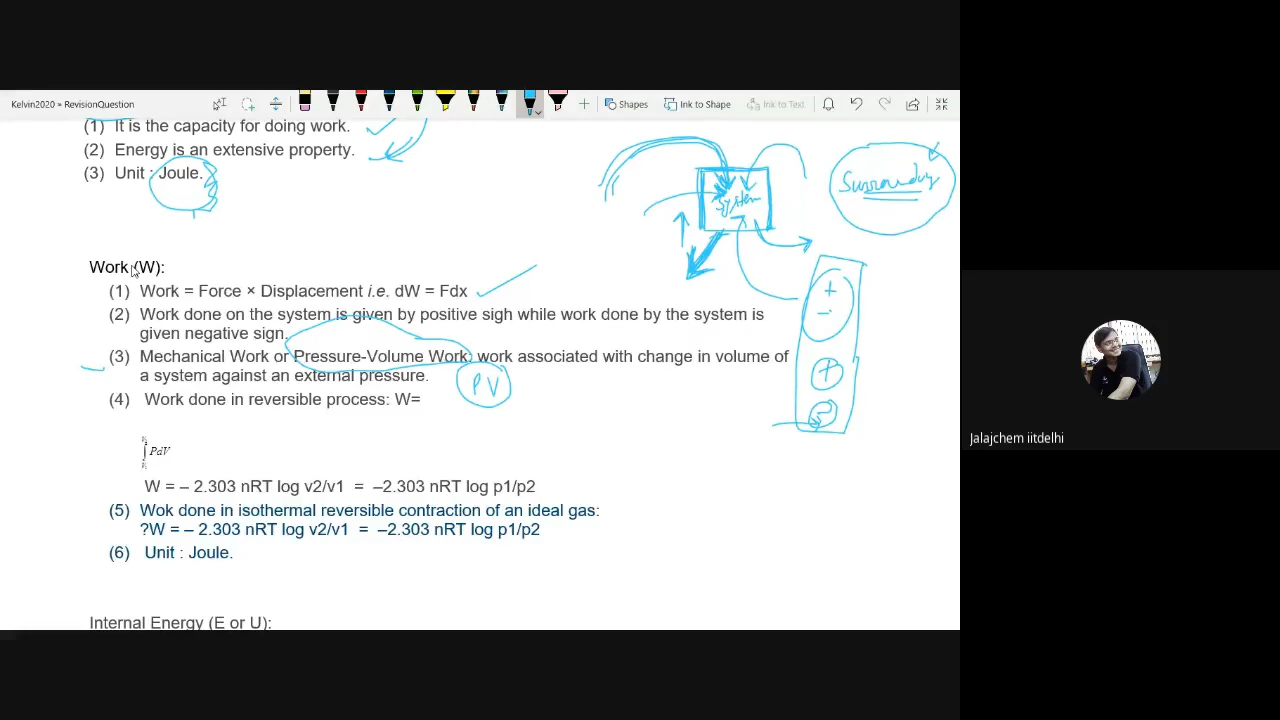 Kelvin2020 » RevisionQuestion
Shapes
Ink to Shape
Ink to Text
(1) It is the capacity for doing work.
(2) Energy is an extensive property.
(3) Unit : Joule.
System
Surrounding
Work (W):
(1) Work = Force × Displacement i.e. dW = Fdx
(2) Work done on the system is given by positive sigh while work done by the system is
given negative sign.
(3) Mechanical Work or Pressure-Volume Work: work associated with change in volume of
a system against an external pressure.
PV
+
−
+
(4) Work done in reversible process: W=
∫ PdV
W = – 2.303 nRT log v2/v1 = –2.303 nRT log p1/p2
(5) Wok done in isothermal reversible contraction of an ideal gas:
?W = – 2.303 nRT log v2/v1 = –2.303 nRT log p1/p2
(6) Unit : Joule.
Internal Energy (E or U):
Jalajchem iitdelhi